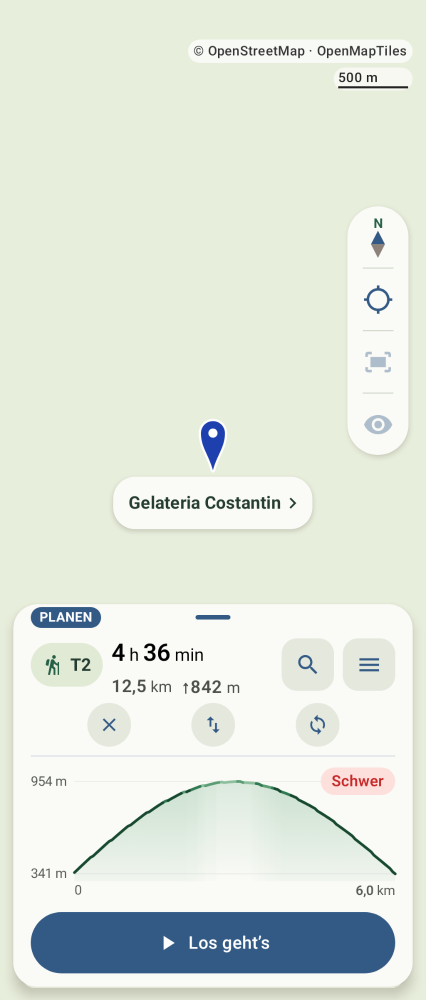 © OpenStreetMap · OpenMapTiles
500 m
N
Gelateria Costantin
PLANEN
T2
4 h 36 min
12,5 km ↑842 m
954 m
Schwer
341 m
0
6,0 km
Los geht's